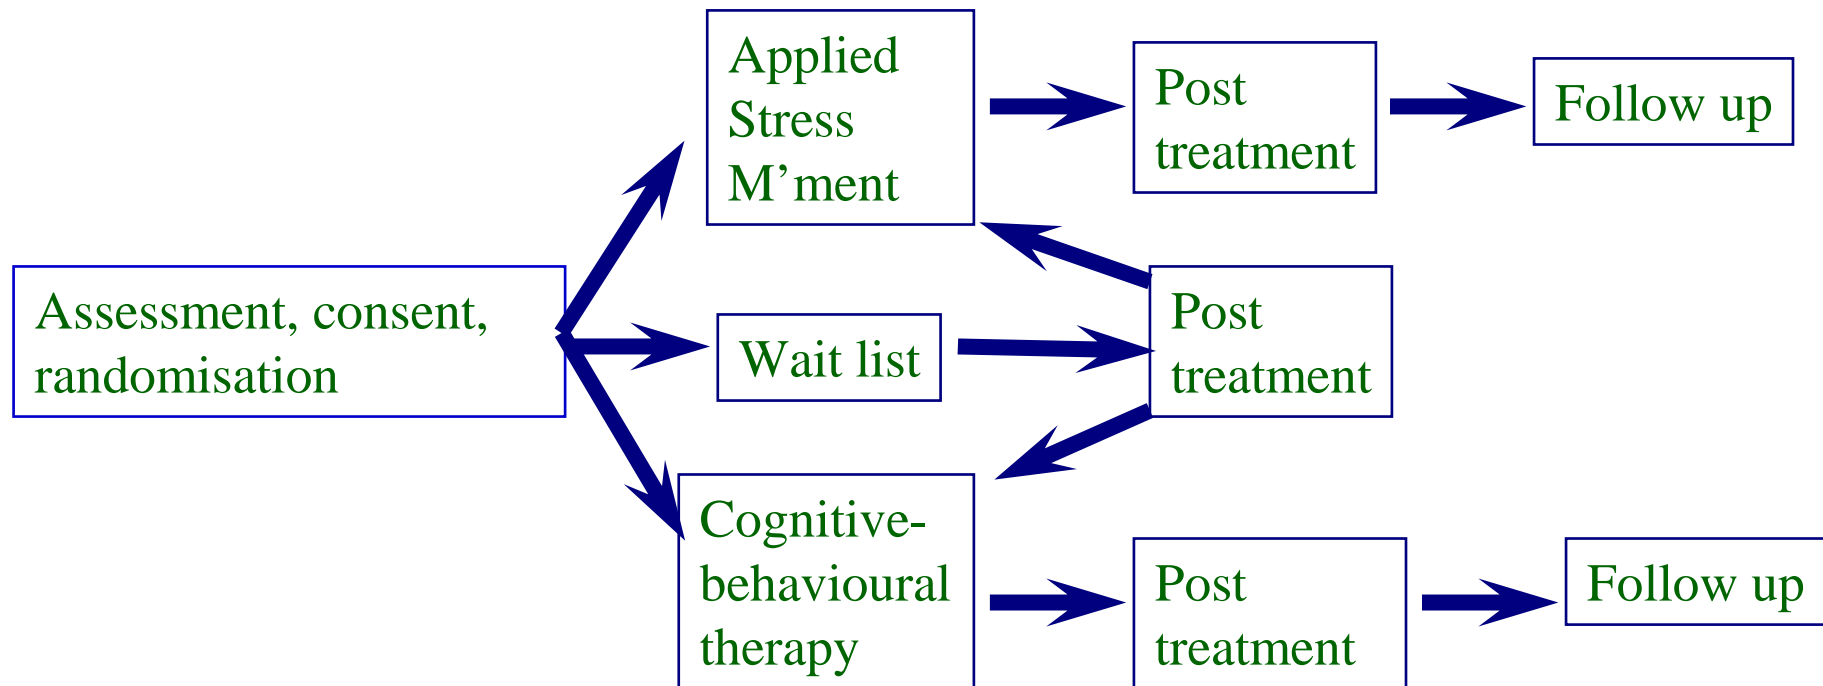 Applied
Stress
M’ment
Post
treatment
Follow up
Assessment, consent,
randomisation
Wait list
Post
treatment
Cognitive-
behavioural
therapy
Post
treatment
Follow up